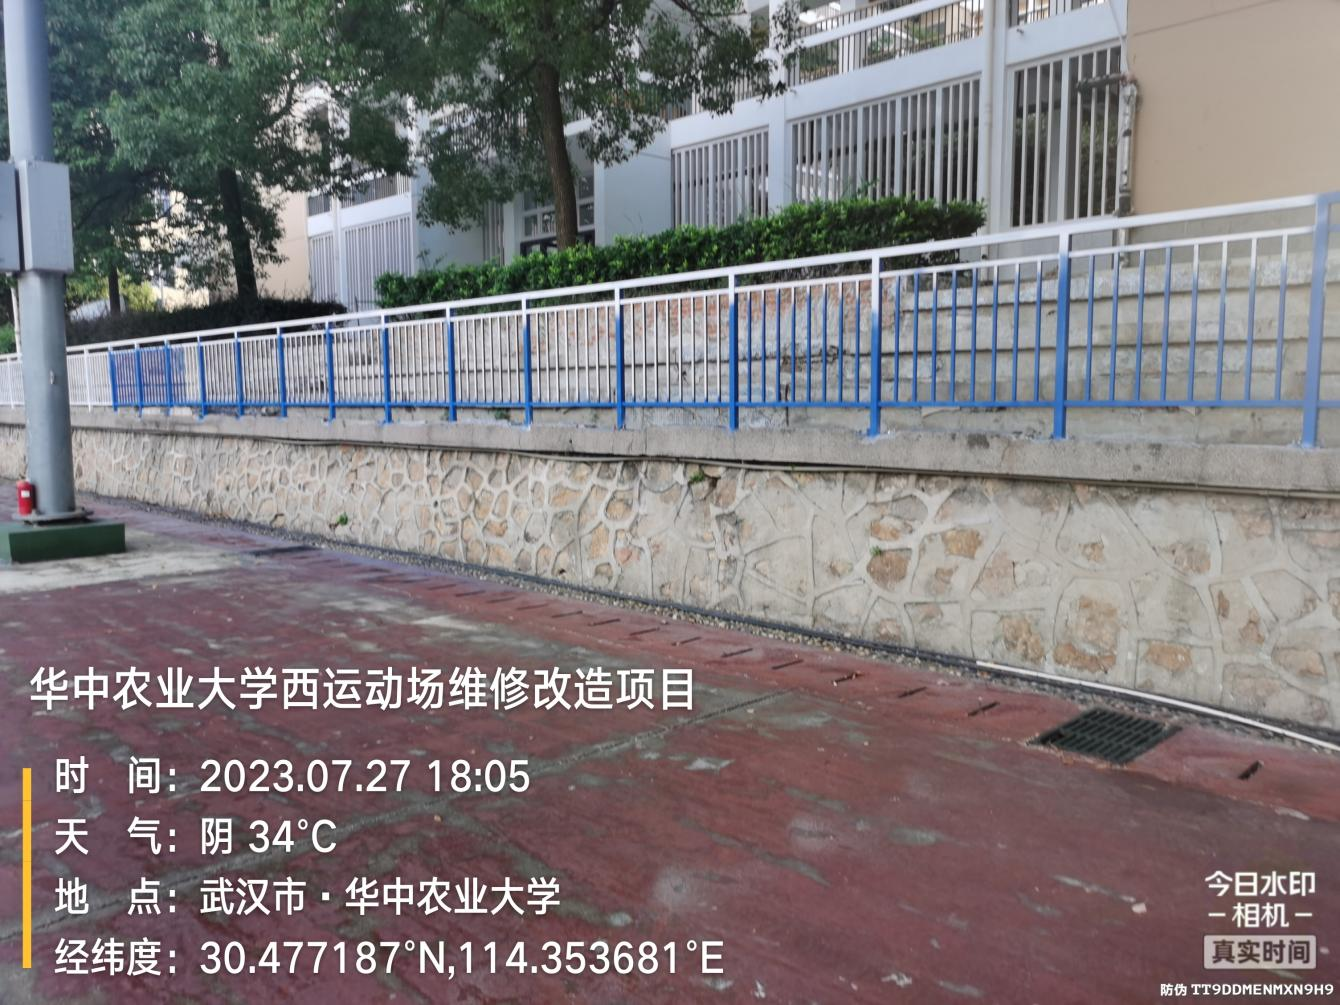 华中农业大学西运动场维修改造项目
时 间：2023.07.27 18:05
天 气：阴 34°C
地 点：武汉市·华中农业大学
经纬度：30.477187°N,114.353681°E
今日水印
-相机-
真实时间
防伪 TT9DDMENMXN9H9